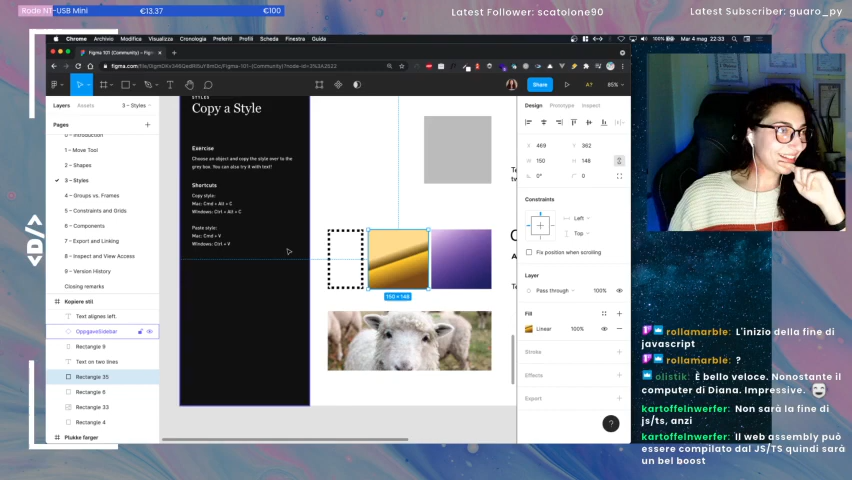 Rode NT-USB Mini €13.37 €100
Latest Follower: scatolone90
Latest Subscriber: guaro_py
Chrome Archivio Modifica Visualizza Cronologia Preferiti Profili Scheda Finestra Guida
100% Mar 4 mag 22:33
Figma 101 (Community) – Fig
Share
A?
85%
Layers Assets 3 – Styles
Pages
0 – Introduction
1 – Move Tool
2 – Shapes
3 – Styles
4 – Groups vs. Frames
5 – Constraints and Grids
6 – Components
7 – Export and Linking
8 – Inspect and View Access
9 – Version History
Closing remarks
Kopiere stil
Text alignes left.
OppgaveSidebar
Rectangle 9
Text on two lines
Rectangle 35
Rectangle 6
Rectangle 33
Rectangle 4
Plukke farger
STYLES
Copy a Style
Exercise
Choose an object and copy the style over to the
grey box. You can also try it with text!
Shortcuts
Copy style:
Mac: Cmd + Alt + C
Windows: Ctrl + Alt + C
Paste style:
Mac: Cmd + V
Windows: Ctrl + V
150 × 148
Design Prototype Inspect
X 469 Y 362
W 150 H 148
0° 0
Constraints
Left
Top
Fix position when scrolling
Layer
Pass through 100%
Fill
Linear 100%
Stroke
Effects
Export
?
<D/>
rollamarble: L'inizio della fine di
javascript
rollamarble: ?
olistik: È bello veloce. Nonostante il
computer di Diana. Impressive.
kartoffelnwerfer: Non sarà la fine di
js/ts, anzi
kartoffelnwerfer: Il web assembly può
essere compilato dal JS/TS quindi sarà
un bel boost